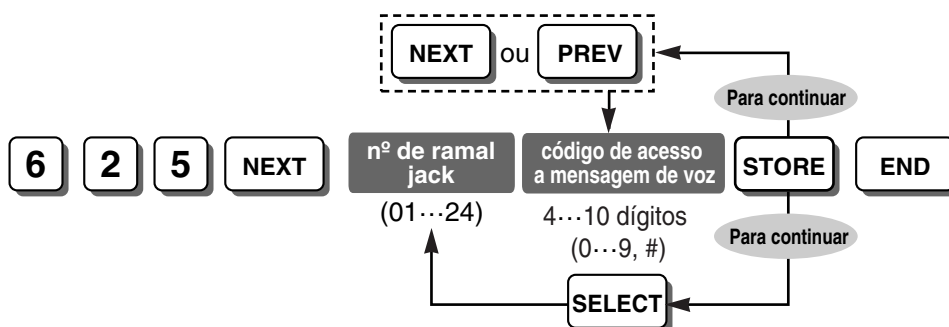 NEXT ou PREV
Para continuar
6 2 5 NEXT
nº de ramal
jack
(01···24)
código de acesso
a mensagem de voz
4···10 dígitos
(0···9, #)
STORE
END
Para continuar
SELECT